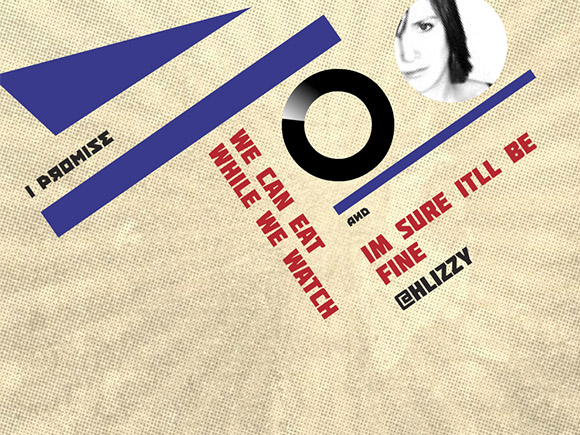 I PROMISE
WE CAN EAT
WHILE WE WATCH
AND
IM SURE ITLL BE
FINE
@HLIZZY